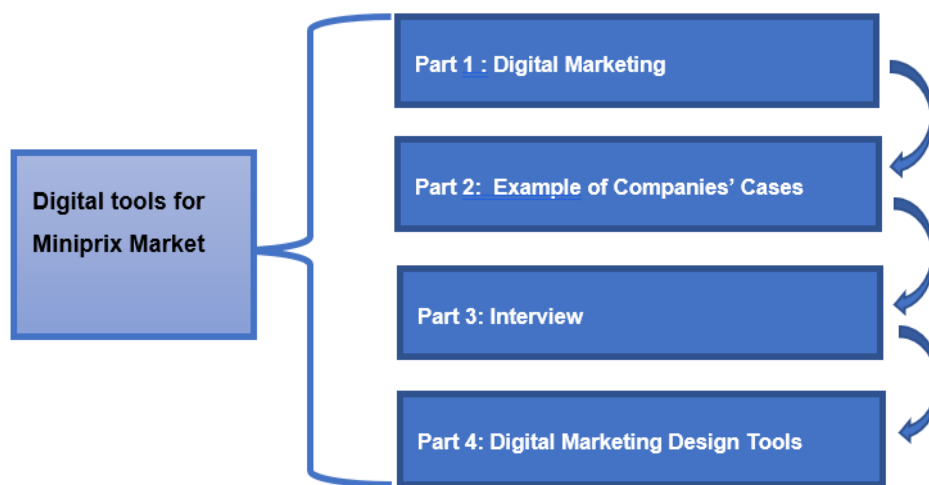 Digital tools for
Miniprix Market
Part 1 : Digital Marketing
Part 2:  Example of Companies’ Cases
Part 3: Interview
Part 4: Digital Marketing Design Tools